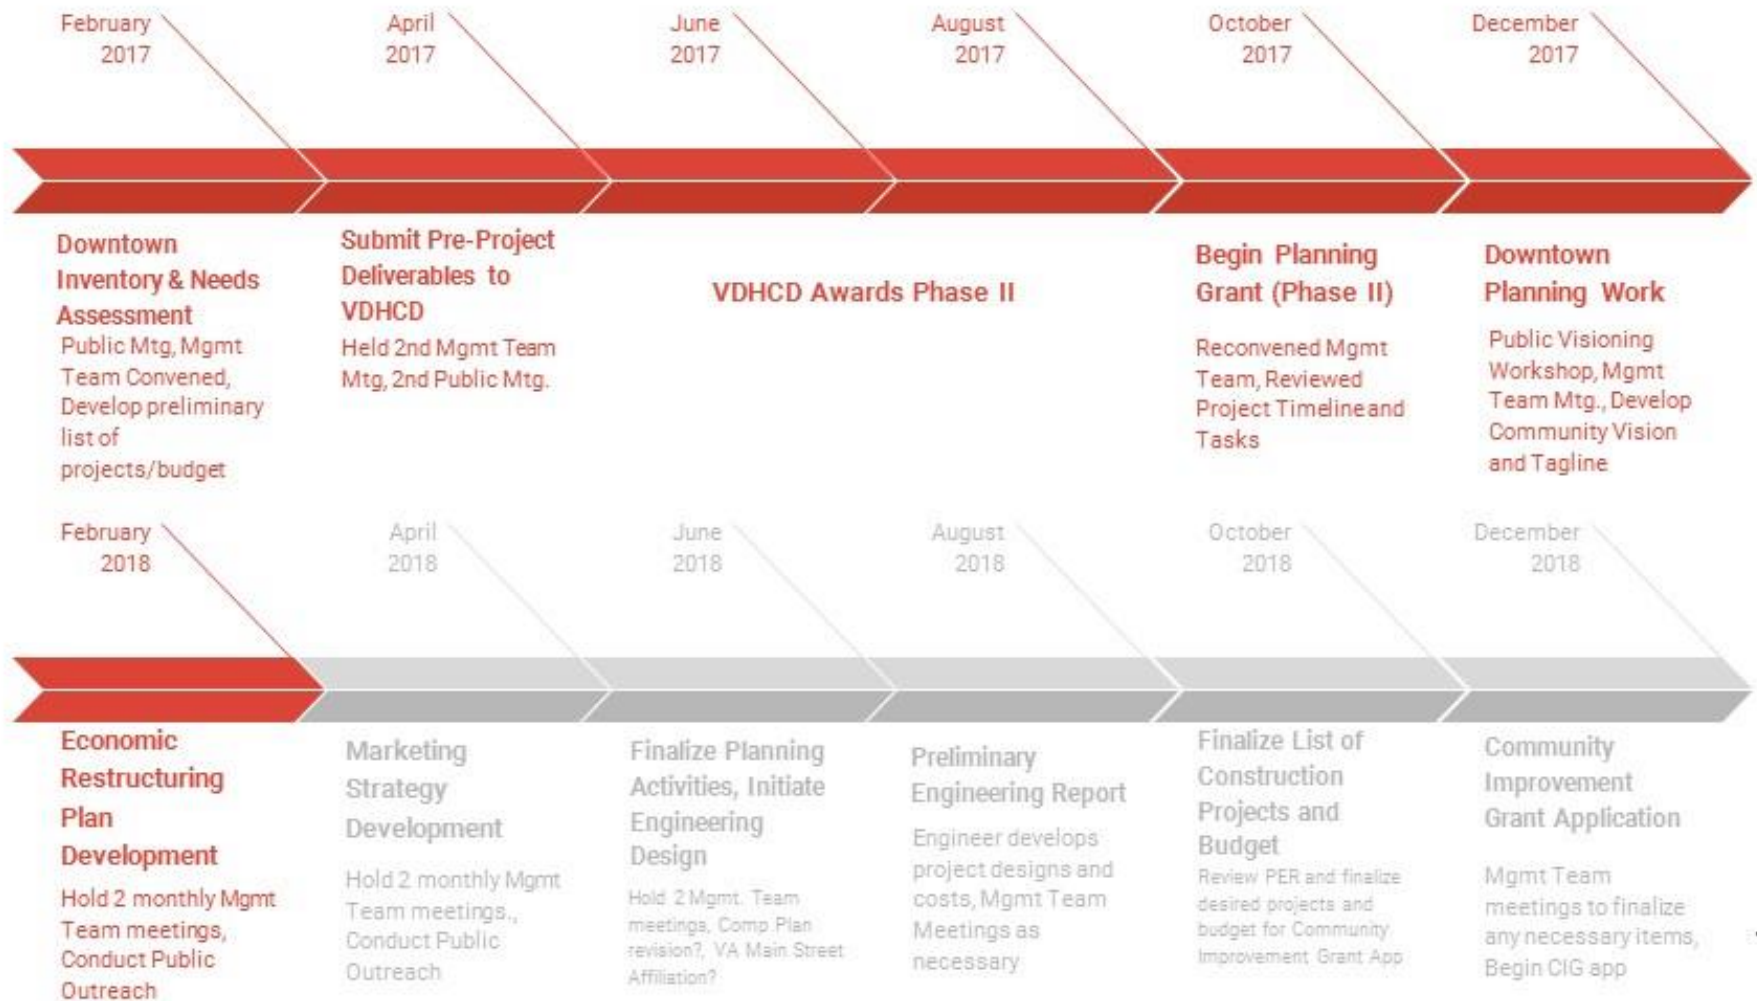 February
2017
April
2017
June
2017
August
2017
October
2017
December
2017
Downtown
Inventory & Needs
Assessment
Public Mtg, Mgmt
Team Convened,
Develop preliminary
list of
projects/budget
Submit Pre-Project
Deliverables to
VDHCD
Held 2nd Mgmt Team
Mtg, 2nd Public Mtg.
VDHCD Awards Phase II
Begin Planning
Grant (Phase II)
Reconvened Mgmt
Team, Reviewed
Project Timeline and
Tasks
Downtown
Planning Work
Public Visioning
Workshop, Mgmt
Team Mtg., Develop
Community Vision
and Tagline
February
2018
April
2018
June
2018
August
2018
October
2018
December
2018
Economic
Restructuring
Plan
Development
Hold 2 monthly Mgmt
Team meetings,
Conduct Public
Outreach
Marketing
Strategy
Development
Hold 2 monthly Mgmt
Team meetings.,
Conduct Public
Outreach
Finalize Planning
Activities, Initiate
Engineering
Design
Hold 2 Mgmt. Team
meetings, Comp Plan
revision?, VA Main Street
Affiliation?
Preliminary
Engineering Report
Engineer develops
project designs and
costs, Mgmt Team
Meetings as
necessary
Finalize List of
Construction
Projects and
Budget
Review PER and finalize
desired projects and
budget for Community
Improvement Grant App
Community
Improvement
Grant Application
Mgmt Team
meetings to finalize
any necessary items,
Begin CIG app